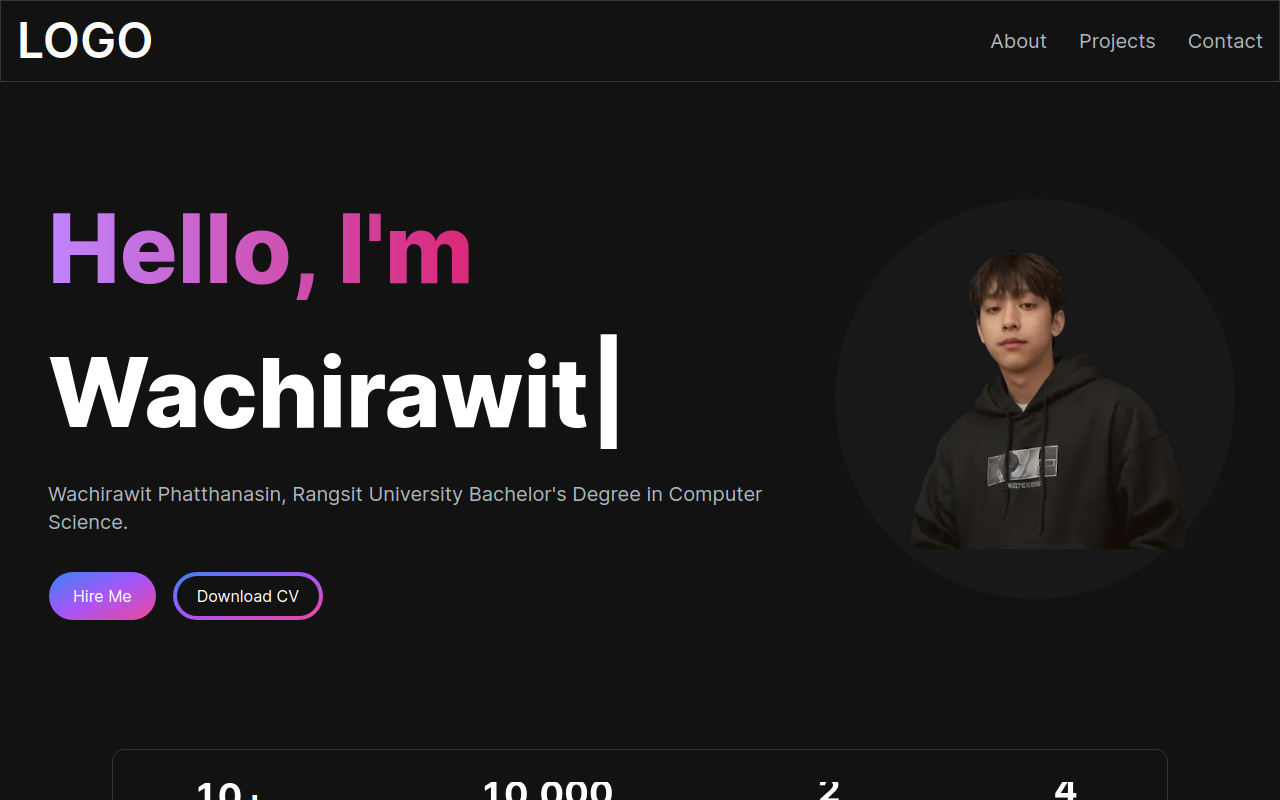 LOGO
About
Projects
Contact
Hello, I'm
Wachirawit|
Wachirawit Phatthanasin, Rangsit University Bachelor's Degree in Computer
Science.
Hire Me
Download CV
10+
10,000
2
4